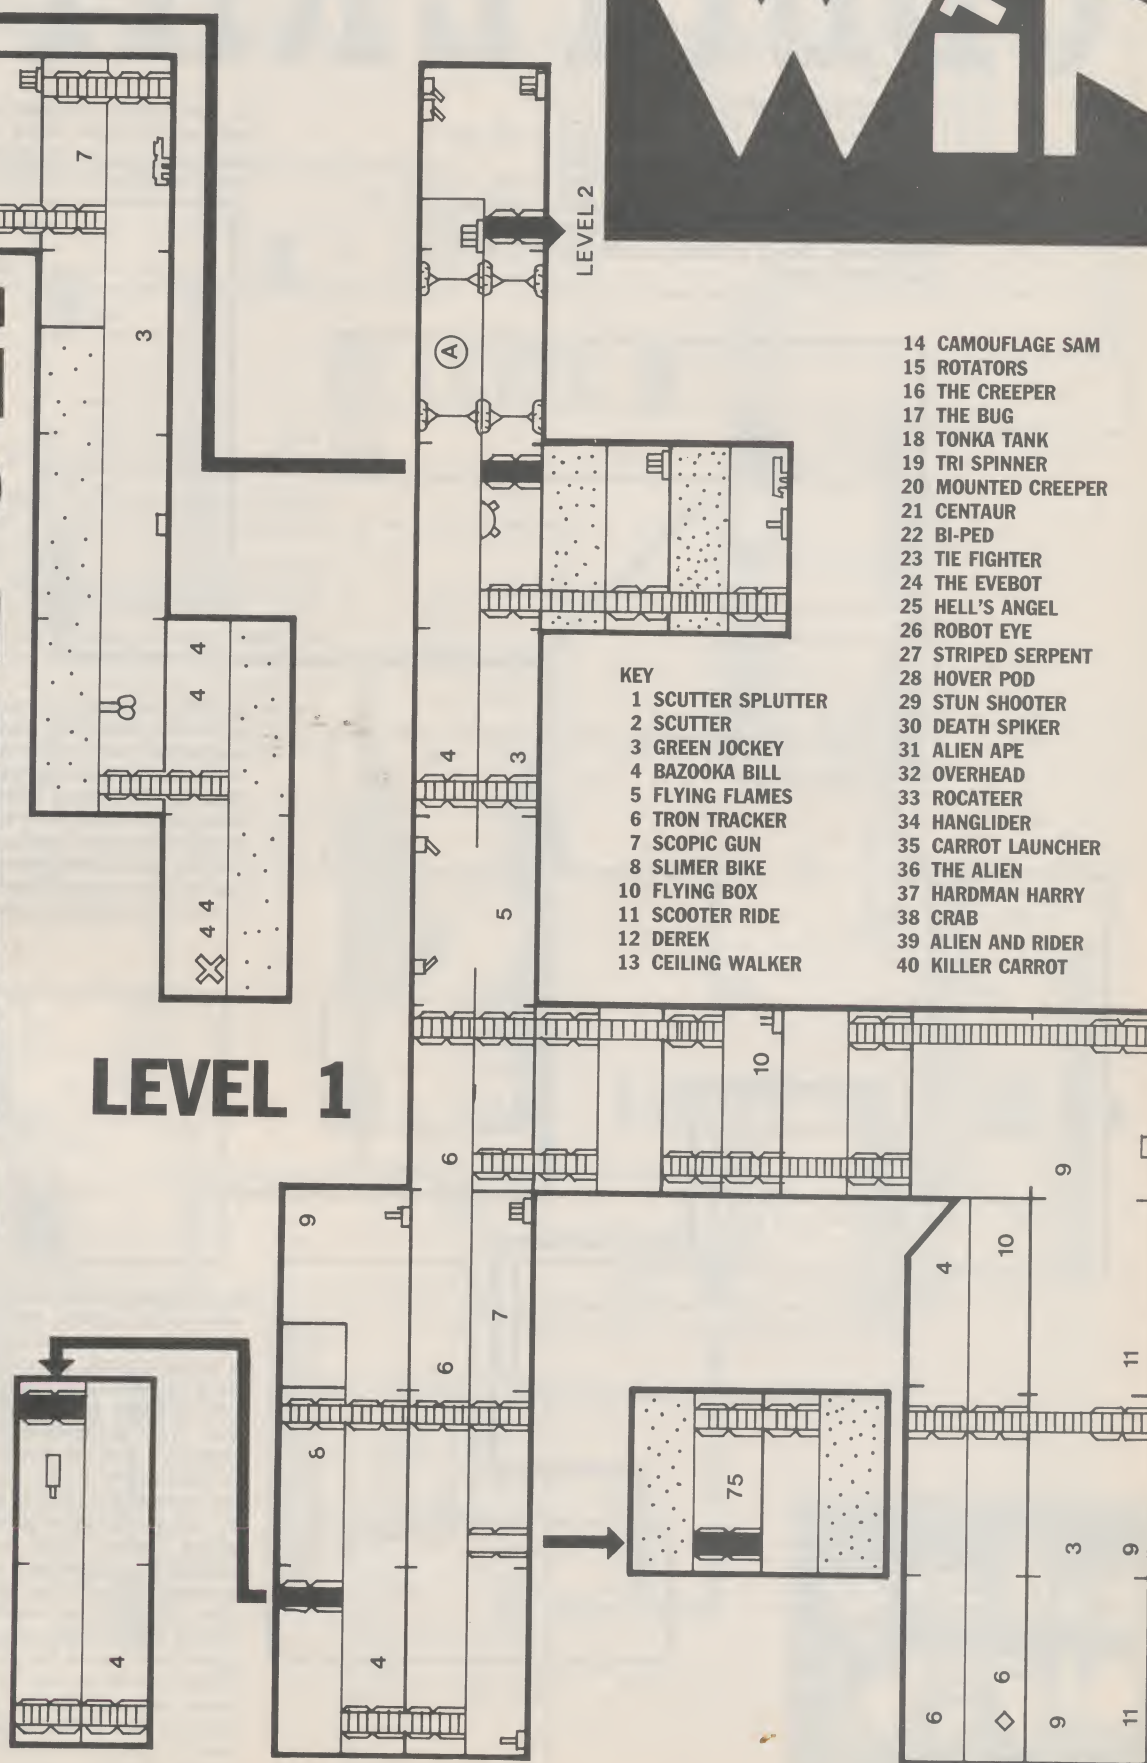 LEVEL 2
LEVEL 1
KEY
1 SCUTTER SPLUTTER
2 SCUTTER
3 GREEN JOCKEY
4 BAZOOKA BILL
5 FLYING FLAMES
6 TRON TRACKER
7 SCOPIC GUN
8 SLIMER BIKE
10 FLYING BOX
11 SCOOTER RIDE
12 DEREK
13 CEILING WALKER
14 CAMOUFLAGE SAM
15 ROTATORS
16 THE CREEPER
17 THE BUG
18 TONKA TANK
19 TRI SPINNER
20 MOUNTED CREEPER
21 CENTAUR
22 BI-PED
23 TIE FIGHTER
24 THE EVEBOT
25 HELL'S ANGEL
26 ROBOT EYE
27 STRIPED SERPENT
28 HOVER POD
29 STUN SHOOTER
30 DEATH SPIKER
31 ALIEN APE
32 OVERHEAD
33 ROCATEER
34 HANGLIDER
35 CARROT LAUNCHER
36 THE ALIEN
37 HARDMAN HARRY
38 CRAB
39 ALIEN AND RIDER
40 KILLER CARROT
7
3
4
4
4 4
A
4
3
5
10
6
9
7
6
8
4
4
75
9
4
10
11
3
9
6
6
9
11